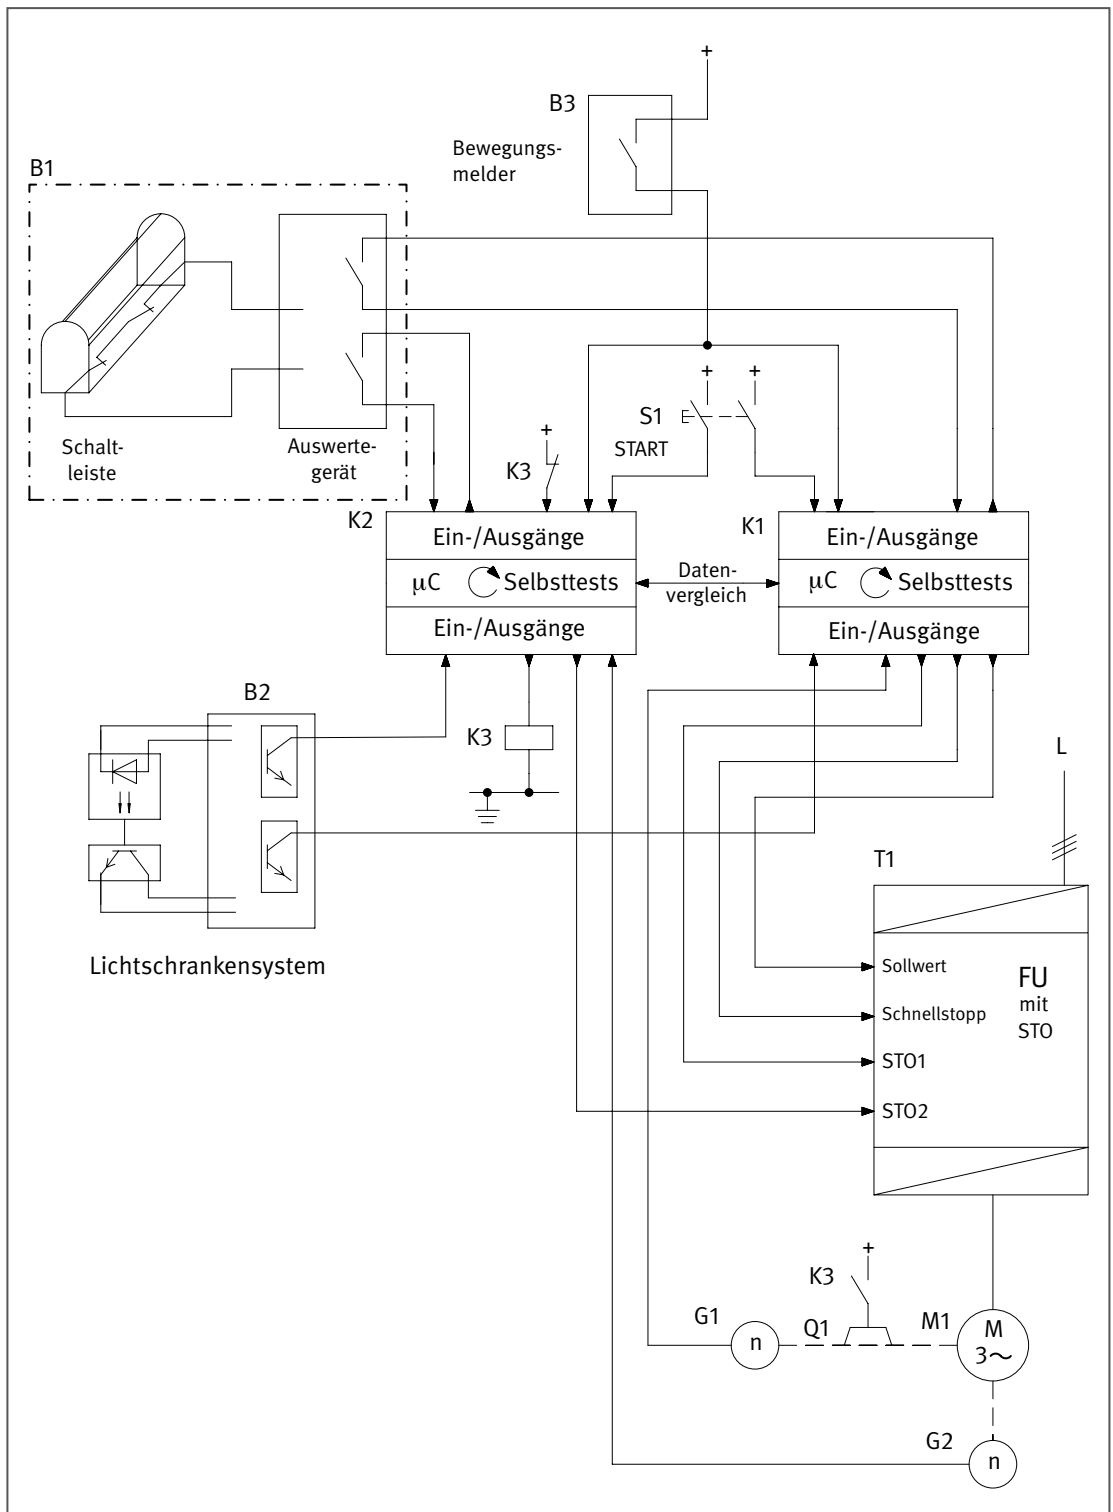 +
B3
Bewegungs-
melder
B1
+
+
S1
START
+
K3
Schalt-
leiste
Auswerte-
gerät
K2
K1
Ein-/Ausgänge
µC
Selbsttests
Ein-/Ausgänge
Daten-
vergleich
Ein-/Ausgänge
µC
Selbsttests
Ein-/Ausgänge
B2
K3
L
T1
Lichtschrankensystem
Sollwert
Schnellstopp
STO1
STO2
FU
mit
STO
+
K3
G1
n
Q1
M1
M
3～
G2
n